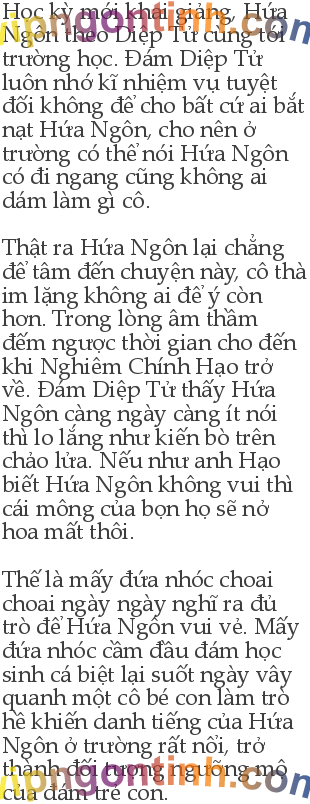 Học kỳ mới khai giảng, Hứa
Ngôn theo Diệp Tử cùng tới
trường học. Đám Diệp Tử
luôn nhớ kĩ nhiệm vụ tuyệt
đối không để cho bất cứ ai bắt
nạt Hứa Ngôn, cho nên ở
trường có thể nói Hứa Ngôn
có đi ngang cũng không ai
dám làm gì cô.
Thật ra Hứa Ngôn lại chẳng
để tâm đến chuyện này, cô thà
im lặng không ai để ý còn
hơn. Trong lòng âm thầm
đếm ngược thời gian cho đến
khi Nghiêm Chính Hạo trở
về. Đám Diệp Tử thấy Hứa
Ngôn càng ngày càng ít nói
thì lo lắng như kiến bò trên
chảo lửa. Nếu như anh Hạo
biết Hứa Ngôn không vui thì
cái mông của bọn họ sẽ nở
hoa mất thôi.
Thế là mấy đứa nhóc choai
choai ngày ngày nghĩ ra đủ
trò để Hứa Ngôn vui vẻ. Mấy
đứa nhóc cầm đầu đám học
sinh cá biệt lại suốt ngày vây
quanh một cô bé con làm trò
hề khiến danh tiếng của Hứa
Ngôn ở trường rất nổi, trở
thành đối tượng ngưỡng mộ
của đám trẻ con.